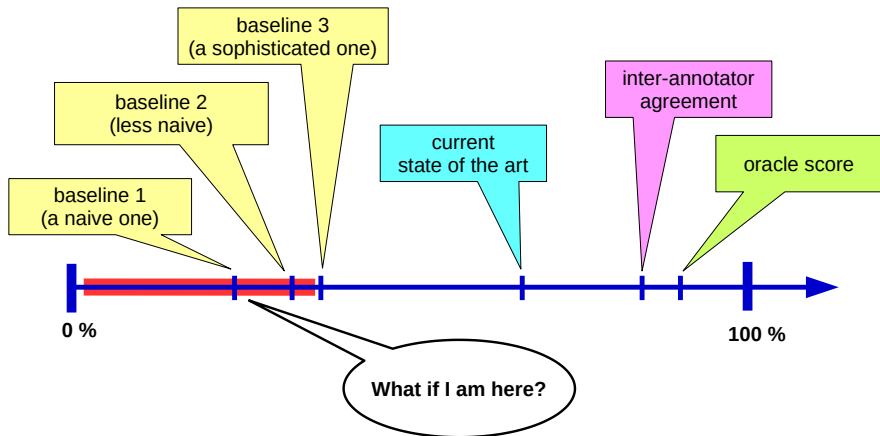 baseline 3
(a sophisticated one)
baseline 2
(less naive)
baseline 1
(a naive one)
current
state of the art
inter-annotator
agreement
oracle score
0 %
100 %
What if I am here?